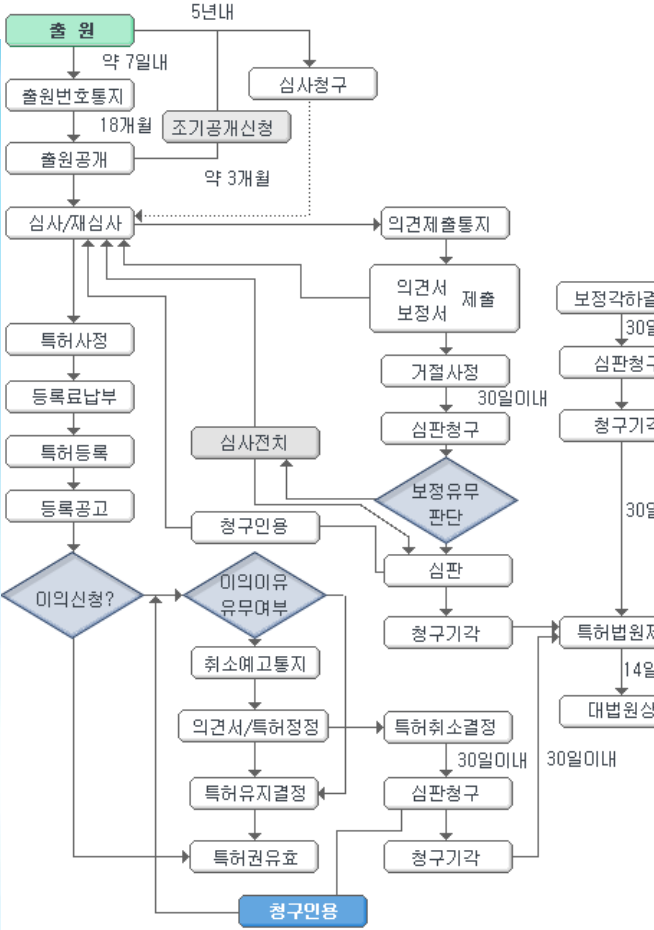 출 원
5년내
약 7일내
심사청구
출원번호통지
18개월
조기공개신청
출원공개
약 3개월
심사/재심사
의견제출통지
의견서
보정서
제출
특허사정
거절사정
30일이내
등록료납부
심판청구
심사전치
특허등록
보정유무
판단
등록공고
청구인용
심판
이의신청?
이의이유
유무여부
청구기각
취소예고통지
의견서/특허정정
특허취소결정
30일이내
30일이내
특허유지결정
심판청구
특허권유효
청구기각
청구인용
보정각하결
30일
심판청구
청구기각
30일
특허법원제
14일
대법원상